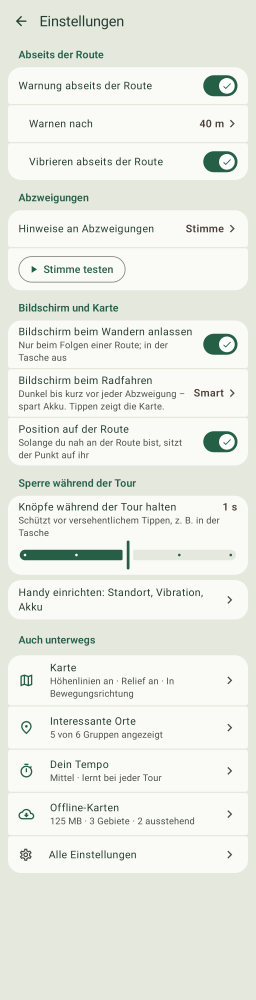 Einstellungen
Abseits der Route
Warnung abseits der Route
Warnen nach 40 m
Vibrieren abseits der Route
Abzweigungen
Hinweise an Abzweigungen Stimme
Stimme testen
Bildschirm und Karte
Bildschirm beim Wandern anlassen
Nur beim Folgen einer Route; in der
Tasche aus
Bildschirm beim Radfahren
Dunkel bis kurz vor jeder Abzweigung –
spart Akku. Tippen zeigt die Karte.
Smart
Position auf der Route
Solange du nah an der Route bist, sitzt
der Punkt auf ihr
Sperre während der Tour
Knöpfe während der Tour halten 1 s
Schützt vor versehentlichem Tippen, z. B. in der
Tasche
Handy einrichten: Standort, Vibration,
Akku
Auch unterwegs
Karte
Höhenlinien an · Relief an · In
Bewegungsrichtung
Interessante Orte
5 von 6 Gruppen angezeigt
Dein Tempo
Mittel · lernt bei jeder Tour
Offline-Karten
125 MB · 3 Gebiete · 2 ausstehend
Alle Einstellungen